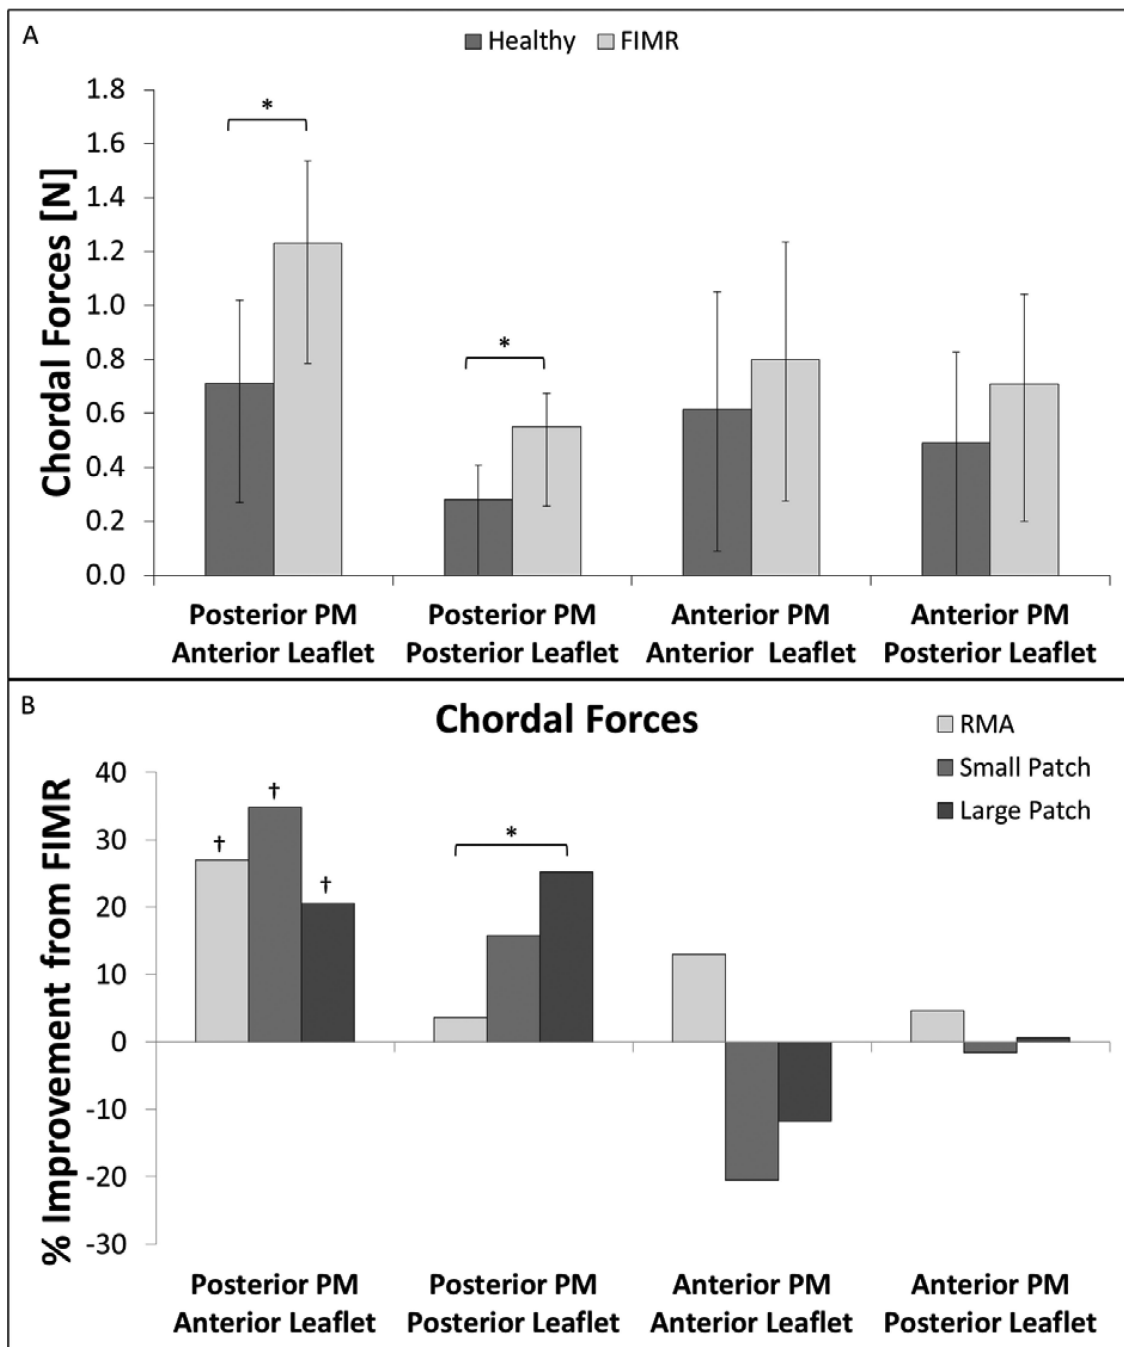 A
Healthy FIMR
Chordal Forces [N]
1.8
1.6
1.4
1.2
1.0
0.8
0.6
0.4
0.2
0.0
*
*
Posterior PM Posterior PM Anterior PM Anterior PM
Anterior Leaflet Posterior Leaflet Anterior Leaflet Posterior Leaflet
B
Chordal Forces
RMA
Small Patch
Large Patch
% Improvement from FIMR
40
30
20
10
0
-10
-20
-30
†
†
†
*
Posterior PM Posterior PM Anterior PM Anterior PM
Anterior Leaflet Posterior Leaflet Anterior Leaflet Posterior Leaflet